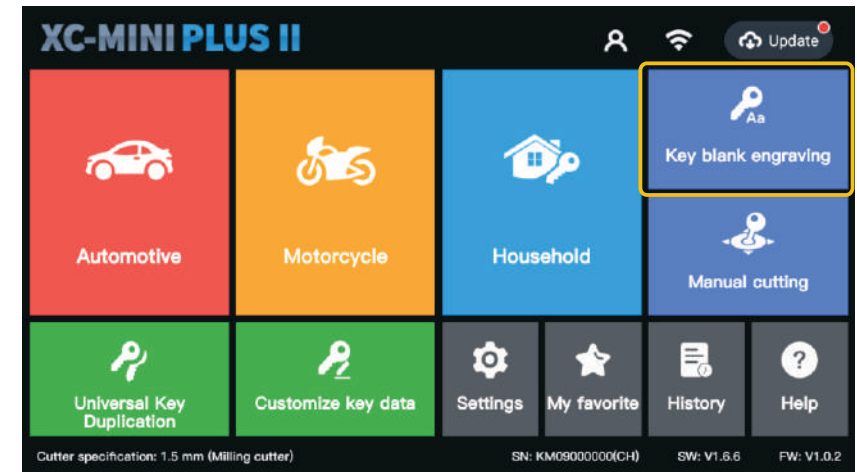 XC-MINI PLUS II
Update
Aa
Key blank engraving
Automotive
Motorcycle
Household
Manual cutting
Universal Key
Duplication
Customize key data
Settings
My favorite
History
?
Help
Cutter specification: 1.5 mm (Milling cutter)
SN: KM09000000(CH)
SW: V1.6.6
FW: V1.0.2